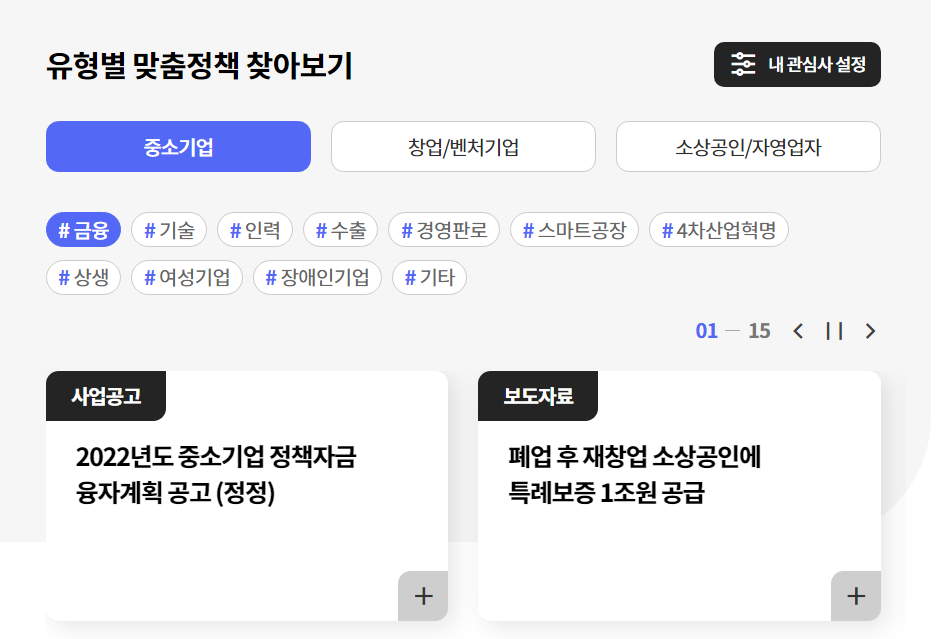 유형별 맞춤정책 찾아보기
내 관심사 설정
중소기업
창업/벤처기업
소상공인/자영업자
# 금융 # 기술 # 인력 # 수출 # 경영판로 # 스마트공장 # 4차산업혁명
# 상생 # 여성기업 # 장애인기업 # 기타
01 — 15
사업공고
2022년도 중소기업 정책자금
융자계획 공고 (정정)
보도자료
폐업 후 재창업 소상공인에
특례보증 1조원 공급